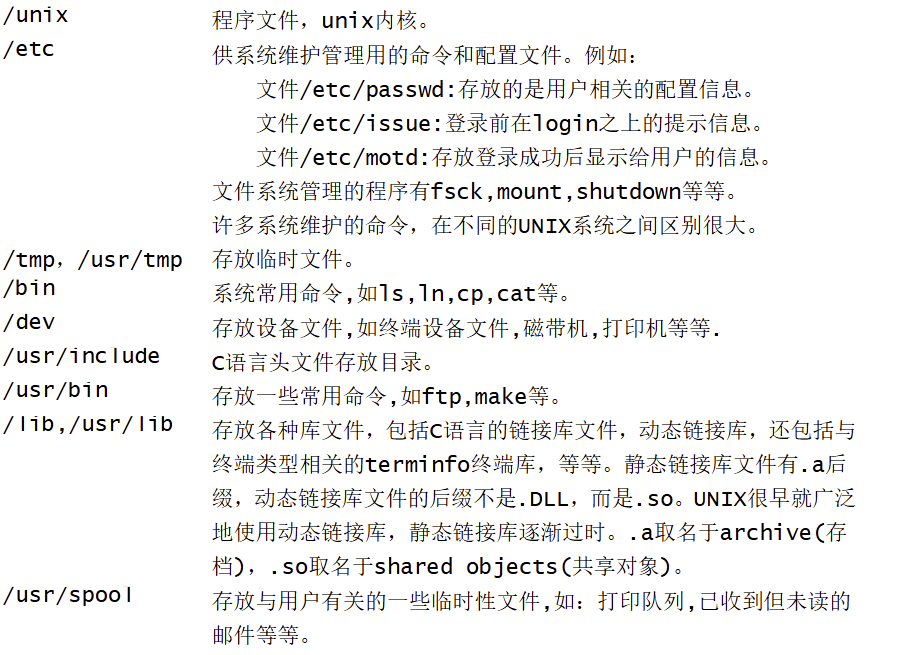 /unix 程序文件，unix内核。
/etc 供系统维护管理用的命令和配置文件。例如：
文件/etc/passwd:存放的是用户相关的配置信息。
文件/etc/issue:登录前在login之上的提示信息。
文件/etc/motd:存放登录成功后显示给用户的信息。
文件系统管理的程序有fsck,mount,shutdown等等。
许多系统维护的命令，在不同的UNIX系统之间区别很大。
/tmp，/usr/tmp 存放临时文件。
/bin 系统常用命令,如ls,ln,cp,cat等。
/dev 存放设备文件,如终端设备文件,磁带机,打印机等等.
/usr/include C语言头文件存放目录。
/usr/bin 存放一些常用命令,如ftp,make等。
/lib,/usr/lib 存放各种库文件，包括C语言的链接库文件，动态链接库，还包括与
终端类型相关的terminfo终端库，等等。静态链接库文件有.a后
缀，动态链接库文件的后缀不是.DLL，而是.so。UNIX很早就广泛
地使用动态链接库，静态链接库逐渐过时。.a取名于archive(存
档)，.so取名于shared objects(共享对象)。
/usr/spool 存放与用户有关的一些临时性文件,如：打印队列,已收到但未读的
邮件等等。